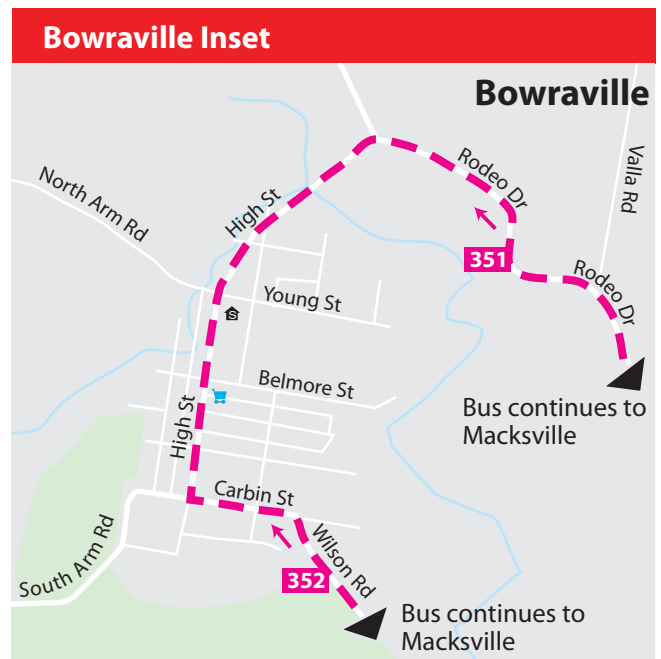 Bowraville Inset
Bowraville
Rodeo Dr
Valla Rd
North Arm Rd
High St
351
Rodeo Dr
Young St
Belmore St
Bus continues to
Macksville
High St
Carbin St
South Arm Rd
Wilson Rd
352
Bus continues to
Macksville
S